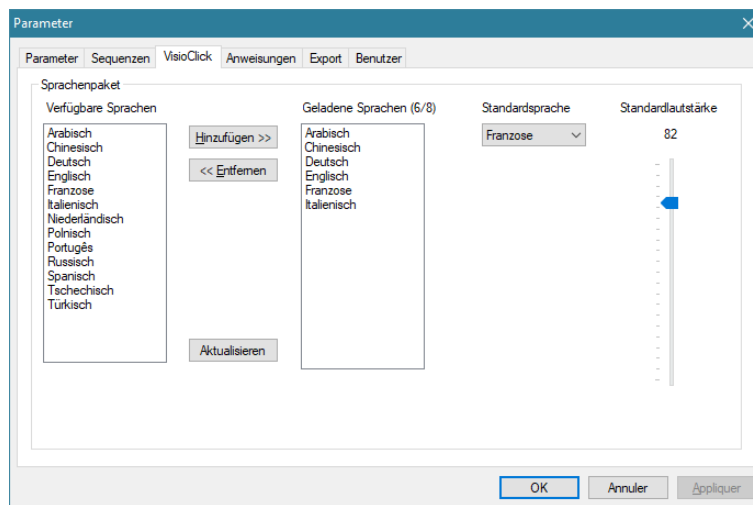 Parameter
Parameter Sequenzen VisioClick Anweisungen Export Benutzer
Sprachenpaket
Verfügbare Sprachen
Arabisch
Chinesisch
Deutsch
Englisch
Franzose
Italienisch
Niederländisch
Polnisch
Portugês
Russisch
Spanisch
Tschechisch
Türkisch
Hinzufügen >>
<< Entfernen
Aktualisieren
Geladene Sprachen (6/8)
Arabisch
Chinesisch
Deutsch
Englisch
Franzose
Italienisch
Standardsprache
Franzose
Standardlautstärke
82
OK Annuler Appliquer